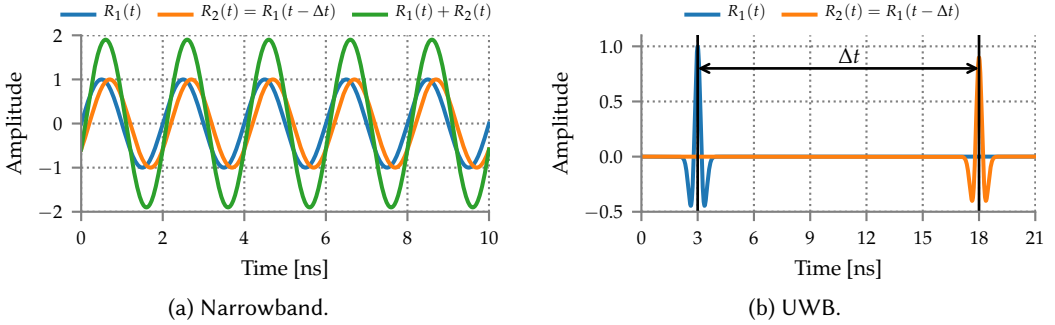 R₁(t) R₂(t) = R₁(t − Δt) R₁(t) + R₂(t)
2
1
0
−1
−2
Amplitude
0 2 4 6 8 10
Time [ns]
(a) Narrowband.
R₁(t) R₂(t) = R₁(t − Δt)
Δt
1.0
0.5
0.0
−0.5
Amplitude
0 3 6 9 12 15 18 21
Time [ns]
(b) UWB.